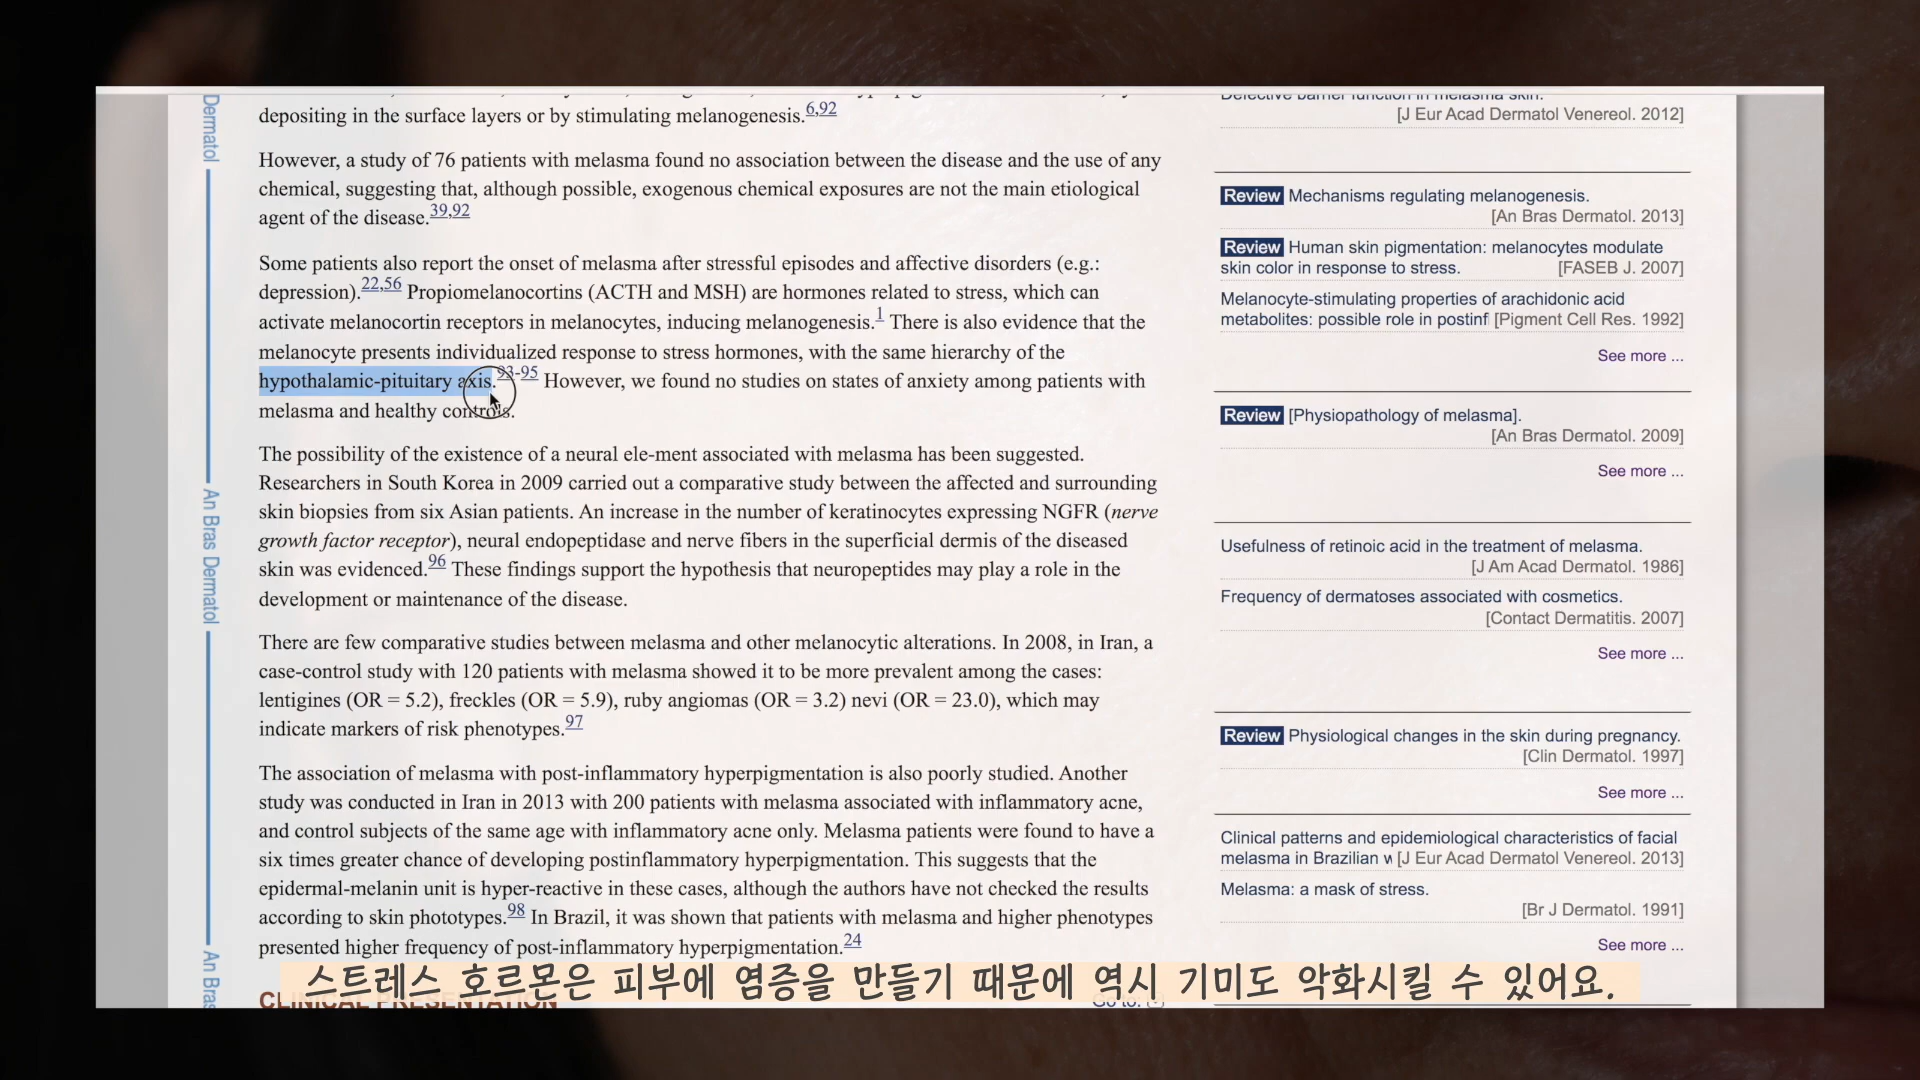 Dermatol
An Bras Dermatol
An Bras
depositing in the surface layers or by stimulating melanogenesis.6,92
However, a study of 76 patients with melasma found no association between the disease and the use of any
chemical, suggesting that, although possible, exogenous chemical exposures are not the main etiological
agent of the disease.39,92
Some patients also report the onset of melasma after stressful episodes and affective disorders (e.g.:
depression).22,56 Propiomelanocortins (ACTH and MSH) are hormones related to stress, which can
activate melanocortin receptors in melanocytes, inducing melanogenesis.1 There is also evidence that the
melanocyte presents individualized response to stress hormones, with the same hierarchy of the
hypothalamic-pituitary axis.93-95 However, we found no studies on states of anxiety among patients with
melasma and healthy controls.
The possibility of the existence of a neural ele-ment associated with melasma has been suggested.
Researchers in South Korea in 2009 carried out a comparative study between the affected and surrounding
skin biopsies from six Asian patients. An increase in the number of keratinocytes expressing NGFR (nerve
growth factor receptor), neural endopeptidase and nerve fibers in the superficial dermis of the diseased
skin was evidenced.96 These findings support the hypothesis that neuropeptides may play a role in the
development or maintenance of the disease.
There are few comparative studies between melasma and other melanocytic alterations. In 2008, in Iran, a
case-control study with 120 patients with melasma showed it to be more prevalent among the cases:
lentigines (OR = 5.2), freckles (OR = 5.9), ruby angiomas (OR = 3.2) nevi (OR = 23.0), which may
indicate markers of risk phenotypes.97
The association of melasma with post-inflammatory hyperpigmentation is also poorly studied. Another
study was conducted in Iran in 2013 with 200 patients with melasma associated with inflammatory acne,
and control subjects of the same age with inflammatory acne only. Melasma patients were found to have a
six times greater chance of developing postinflammatory hyperpigmentation. This suggests that the
epidermal-melanin unit is hyper-reactive in these cases, although the authors have not checked the results
according to skin phototypes.98 In Brazil, it was shown that patients with melasma and higher phenotypes
presented higher frequency of post-inflammatory hyperpigmentation.24
CLINICAL PRESENTATION
Go to:
Defective barrier function in melasma skin.
[J Eur Acad Dermatol Venereol. 2012]
Review Mechanisms regulating melanogenesis.
[An Bras Dermatol. 2013]
Review Human skin pigmentation: melanocytes modulate
skin color in response to stress. [FASEB J. 2007]
Melanocyte-stimulating properties of arachidonic acid
metabolites: possible role in postinf [Pigment Cell Res. 1992]
See more ...
Review [Physiopathology of melasma].
[An Bras Dermatol. 2009]
See more ...
Usefulness of retinoic acid in the treatment of melasma.
[J Am Acad Dermatol. 1986]
Frequency of dermatoses associated with cosmetics.
[Contact Dermatitis. 2007]
See more ...
Review Physiological changes in the skin during pregnancy.
[Clin Dermatol. 1997]
See more ...
Clinical patterns and epidemiological characteristics of facial
melasma in Brazilian [J Eur Acad Dermatol Venereol. 2013]
Melasma: a mask of stress.
[Br J Dermatol. 1991]
See more ...
스트레스 호르몬은 피부에 염증을 만들기 때문에 역시 기미도 악화시킬 수 있어요.